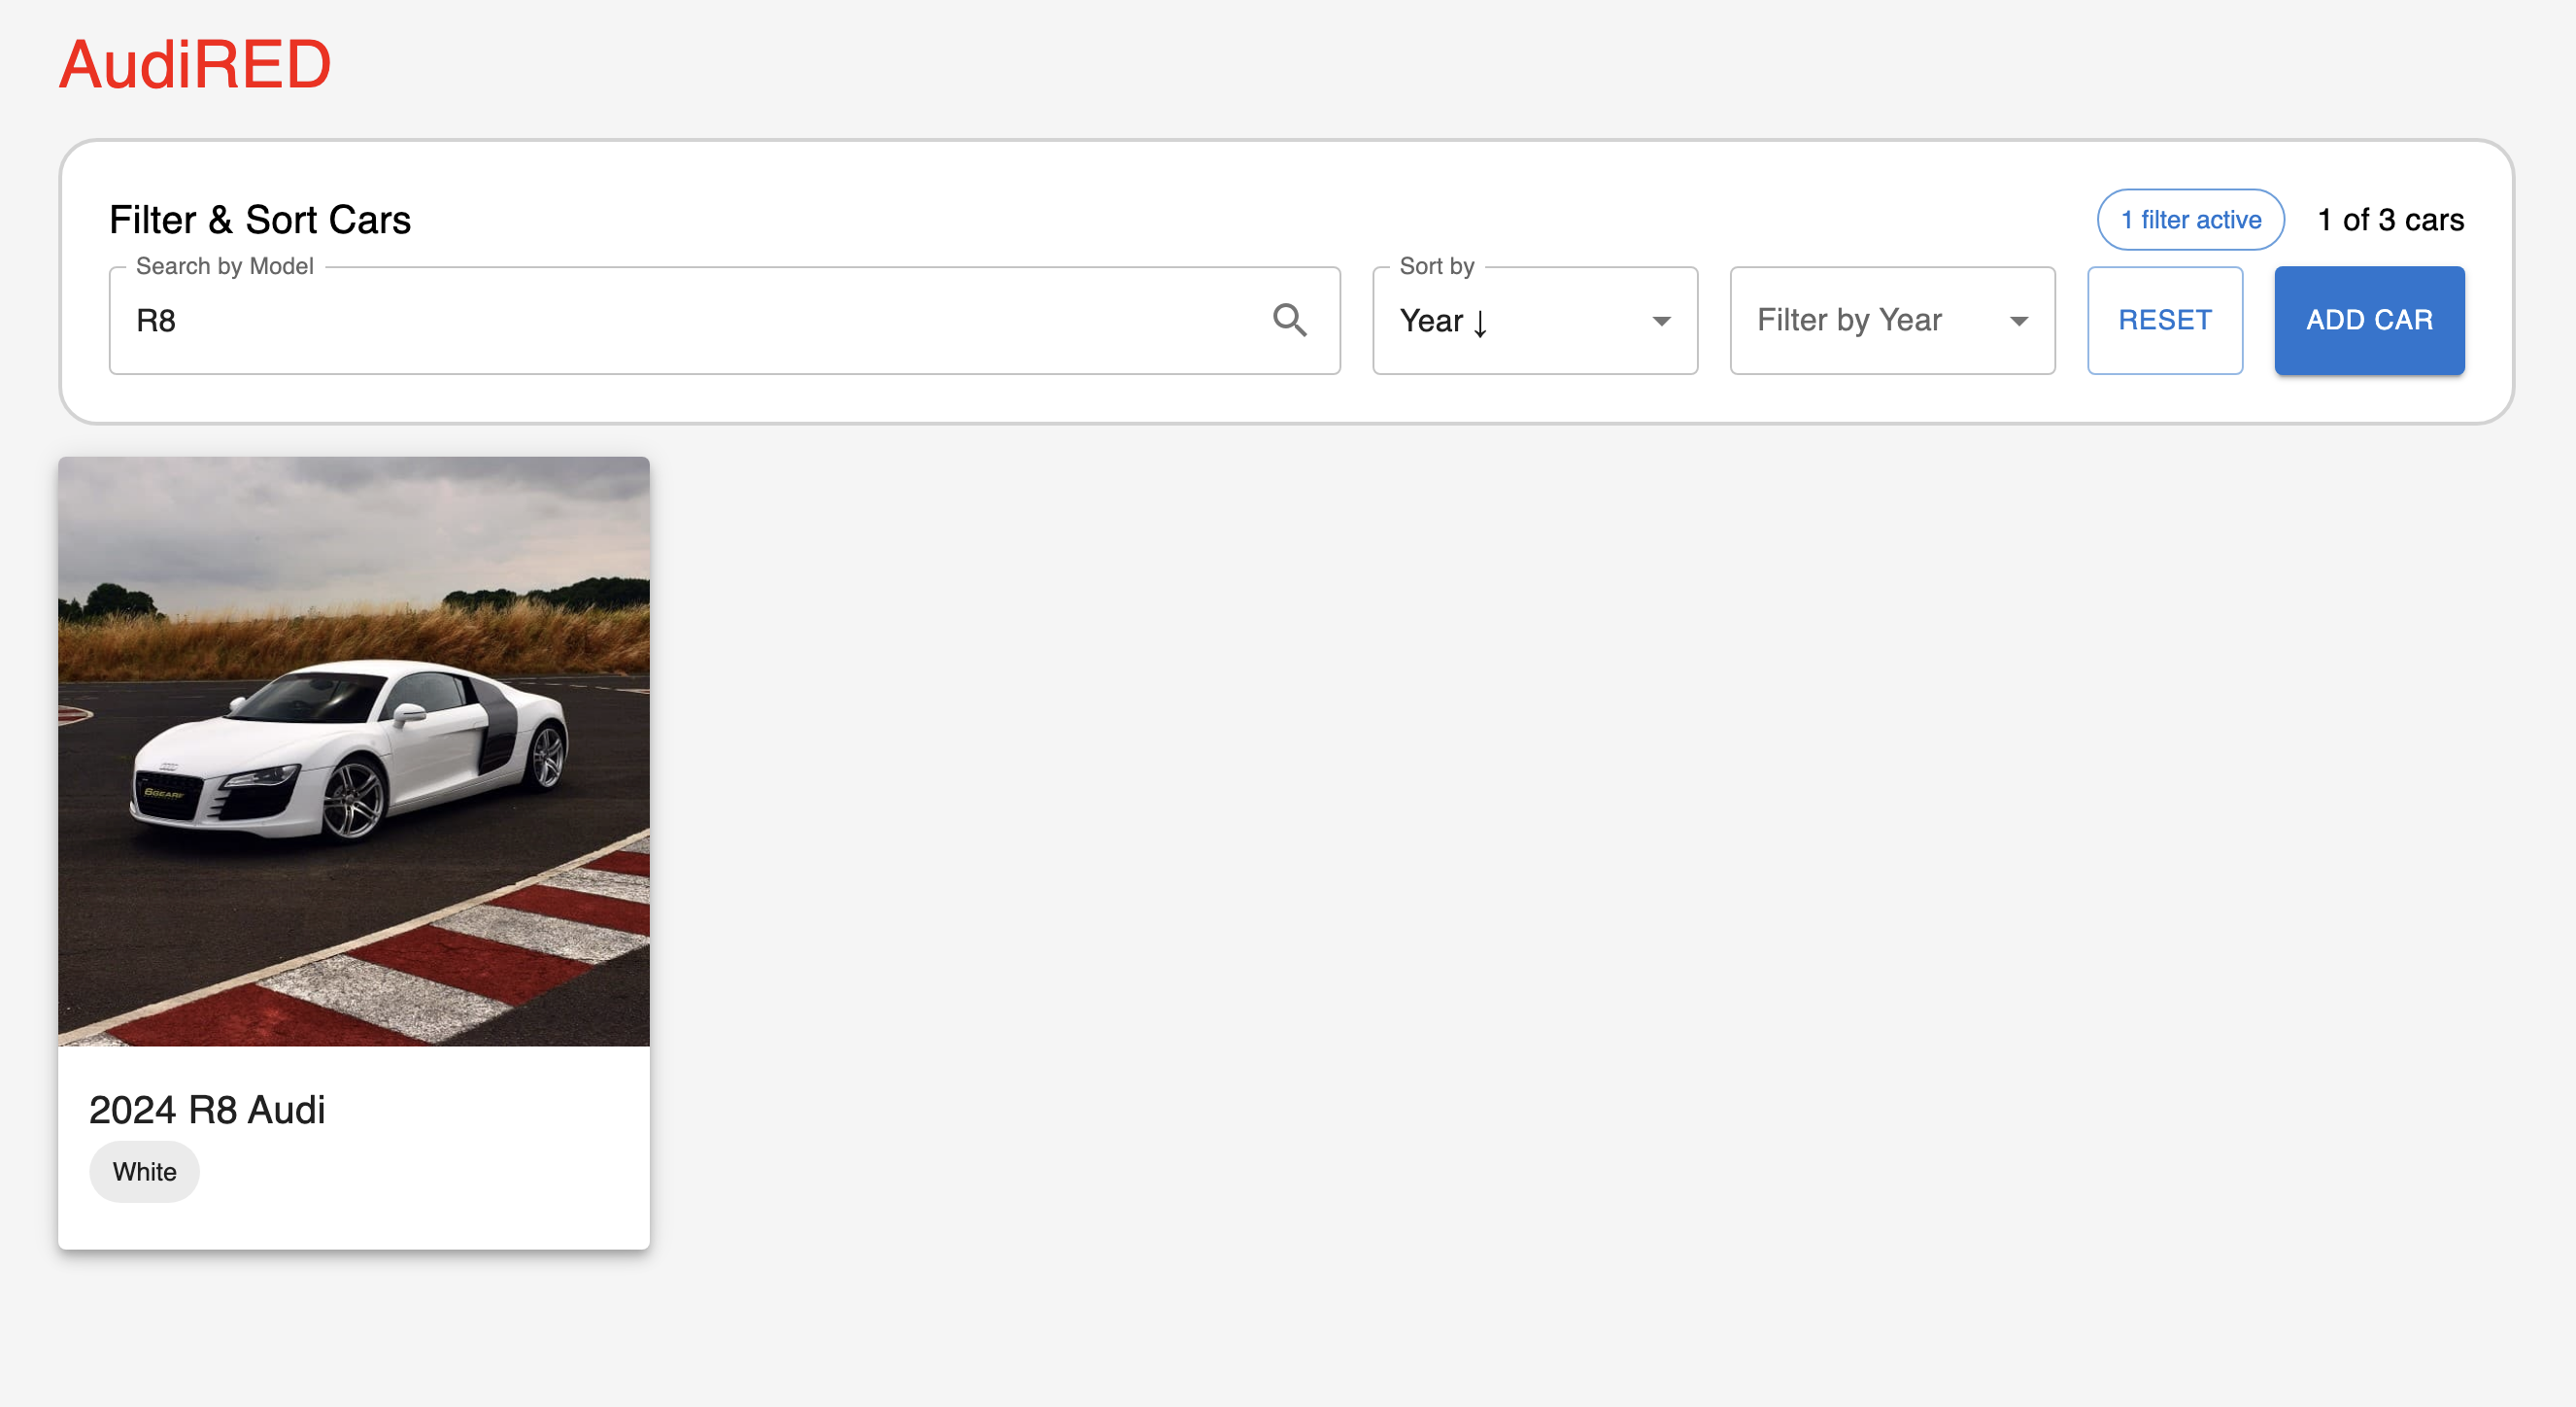 AudiRED
Filter & Sort Cars
1 filter active
1 of 3 cars
Search by Model
R8
Sort by
Year ↓
Filter by Year
RESET
ADD CAR
6GEAR
2024 R8 Audi
White